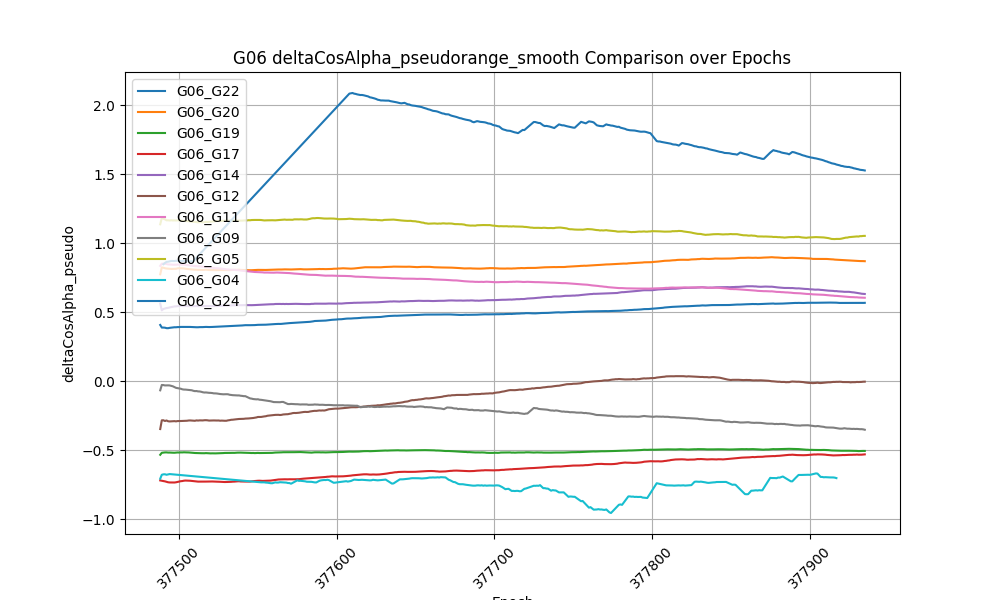 G06 deltaCosAlpha_pseudorange_smooth Comparison over Epochs
deltaCosAlpha_pseudo
2.0
1.5
1.0
0.5
0.0
−0.5
−1.0
G06_G22
G06_G20
G06_G19
G06_G17
G06_G14
G06_G12
G06_G11
G06_G09
G06_G05
G06_G04
G06_G24
377500
377600
377700
377800
377900
Epoch